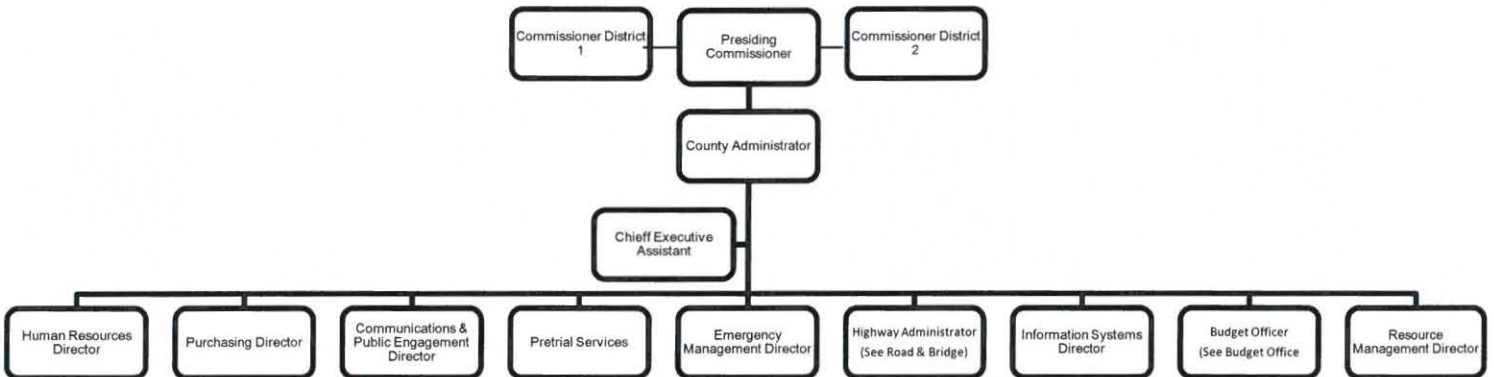 Commissioner District
1
Presiding
Commissioner
Commissioner District
2
County Administrator
Chieff Executive
Assistant
Human Resources
Director
Purchasing Director
Communications &
Public Engagement
Director
Pretrial Services
Emergency
Management Director
Highway Administrator
(See Road & Bridge)
Information Systems
Director
Budget Officer
(See Budget Office
Resource
Management Director